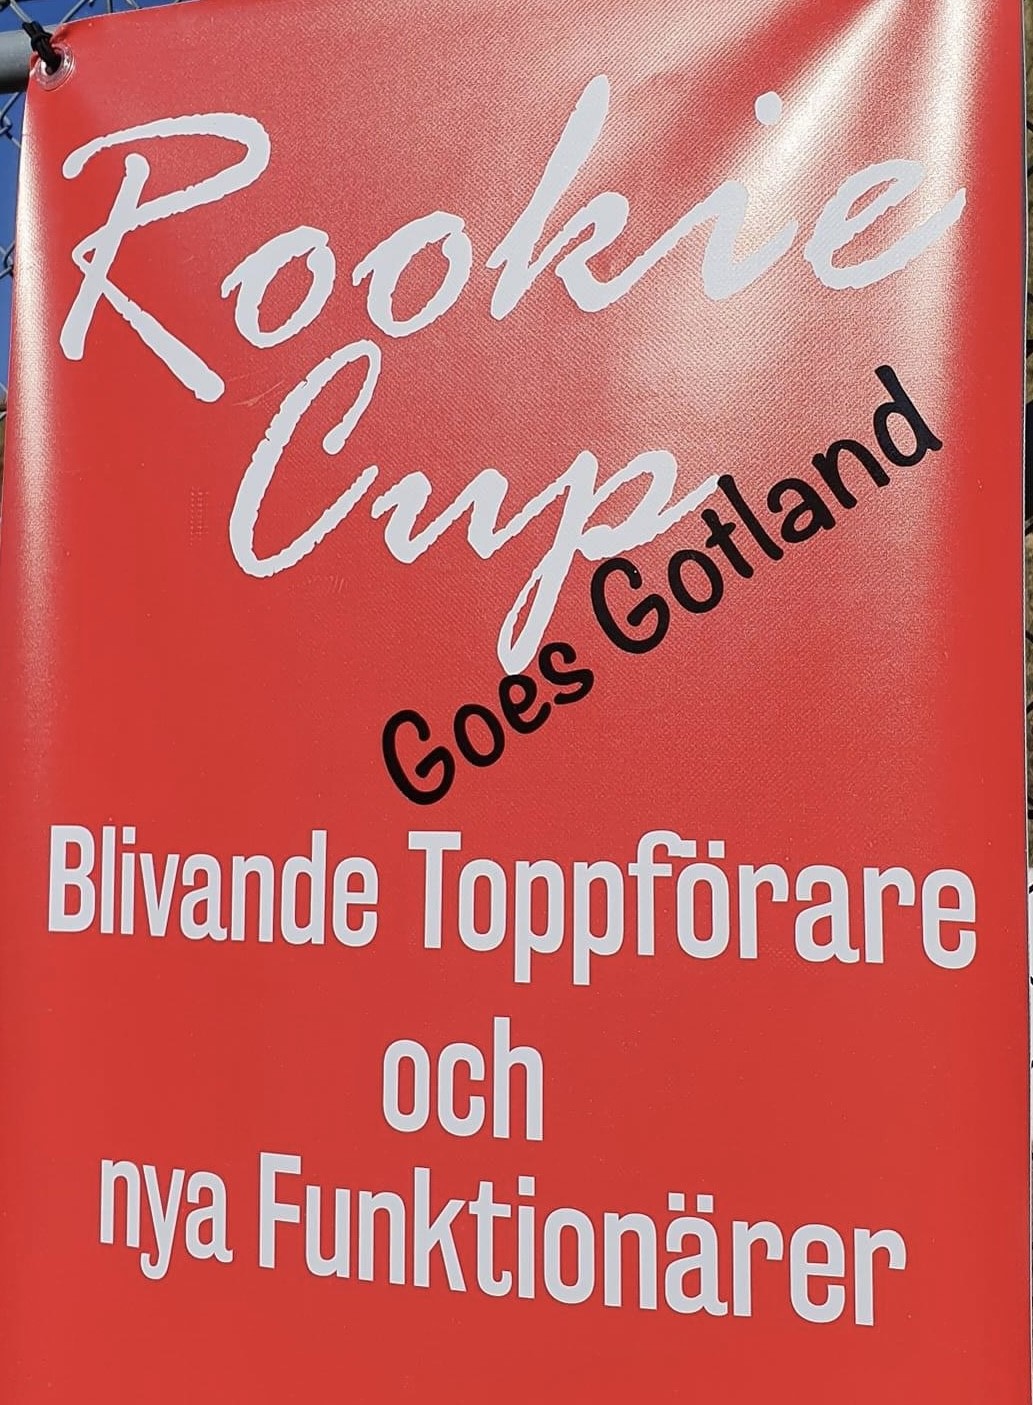 Rookie
Cup
Goes Gotland
Blivande Toppförare
och
nya Funktionärer